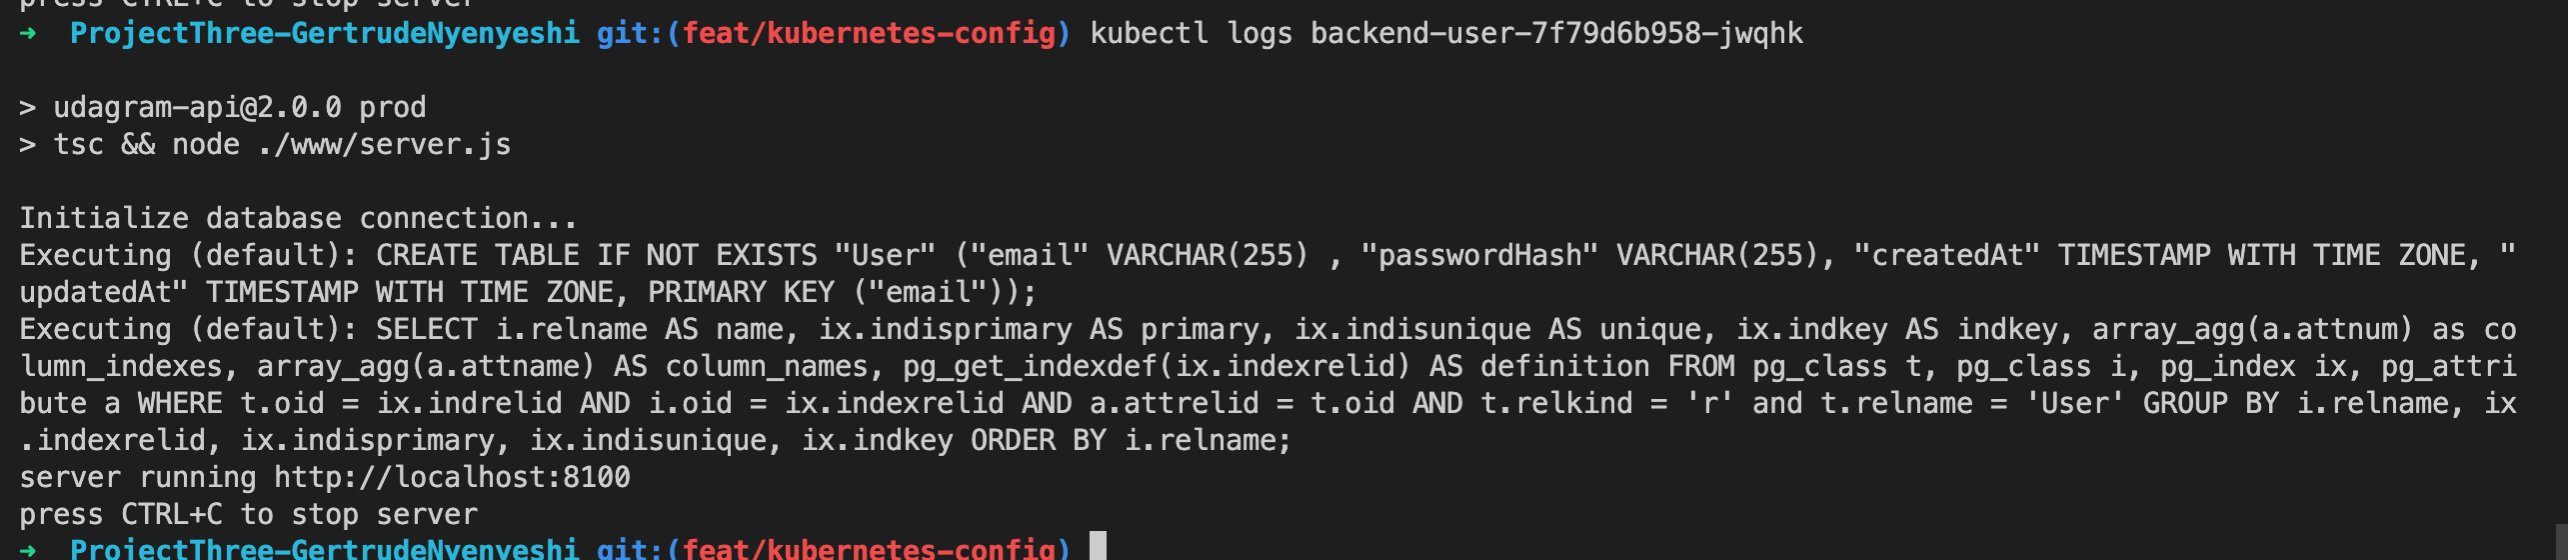 press CTRL+C to stop server
→ ProjectThree-GertrudeNyenyeshi git:(feat/kubernetes-config) kubectl logs backend-user-7f79d6b958-jwqhk
> udagram-api@2.0.0 prod
> tsc && node ./www/server.js
Initialize database connection...
Executing (default): CREATE TABLE IF NOT EXISTS "User" ("email" VARCHAR(255) , "passwordHash" VARCHAR(255), "createdAt" TIMESTAMP WITH TIME ZONE, "
updatedAt" TIMESTAMP WITH TIME ZONE, PRIMARY KEY ("email"));
Executing (default): SELECT i.relname AS name, ix.indisprimary AS primary, ix.indisunique AS unique, ix.indkey AS indkey, array_agg(a.attnum) as co
lumn_indexes, array_agg(a.attname) AS column_names, pg_get_indexdef(ix.indexrelid) AS definition FROM pg_class t, pg_class i, pg_index ix, pg_attri
bute a WHERE t.oid = ix.indrelid AND i.oid = ix.indexrelid AND a.attrelid = t.oid AND t.relkind = 'r' and t.relname = 'User' GROUP BY i.relname, ix
.indexrelid, ix.indisprimary, ix.indisunique, ix.indkey ORDER BY i.relname;
server running http://localhost:8100
press CTRL+C to stop server
→ ProjectThree-GertrudeNyenyeshi git:(feat/kubernetes-config)